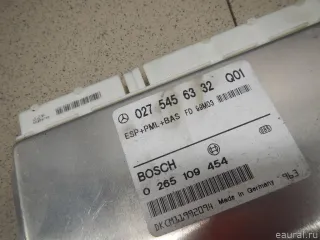 027 545 63 32 Q01
ESP+PML+BAS FD
BOSCH
0 265 109 454
Made in Germany
963
eaural.ru